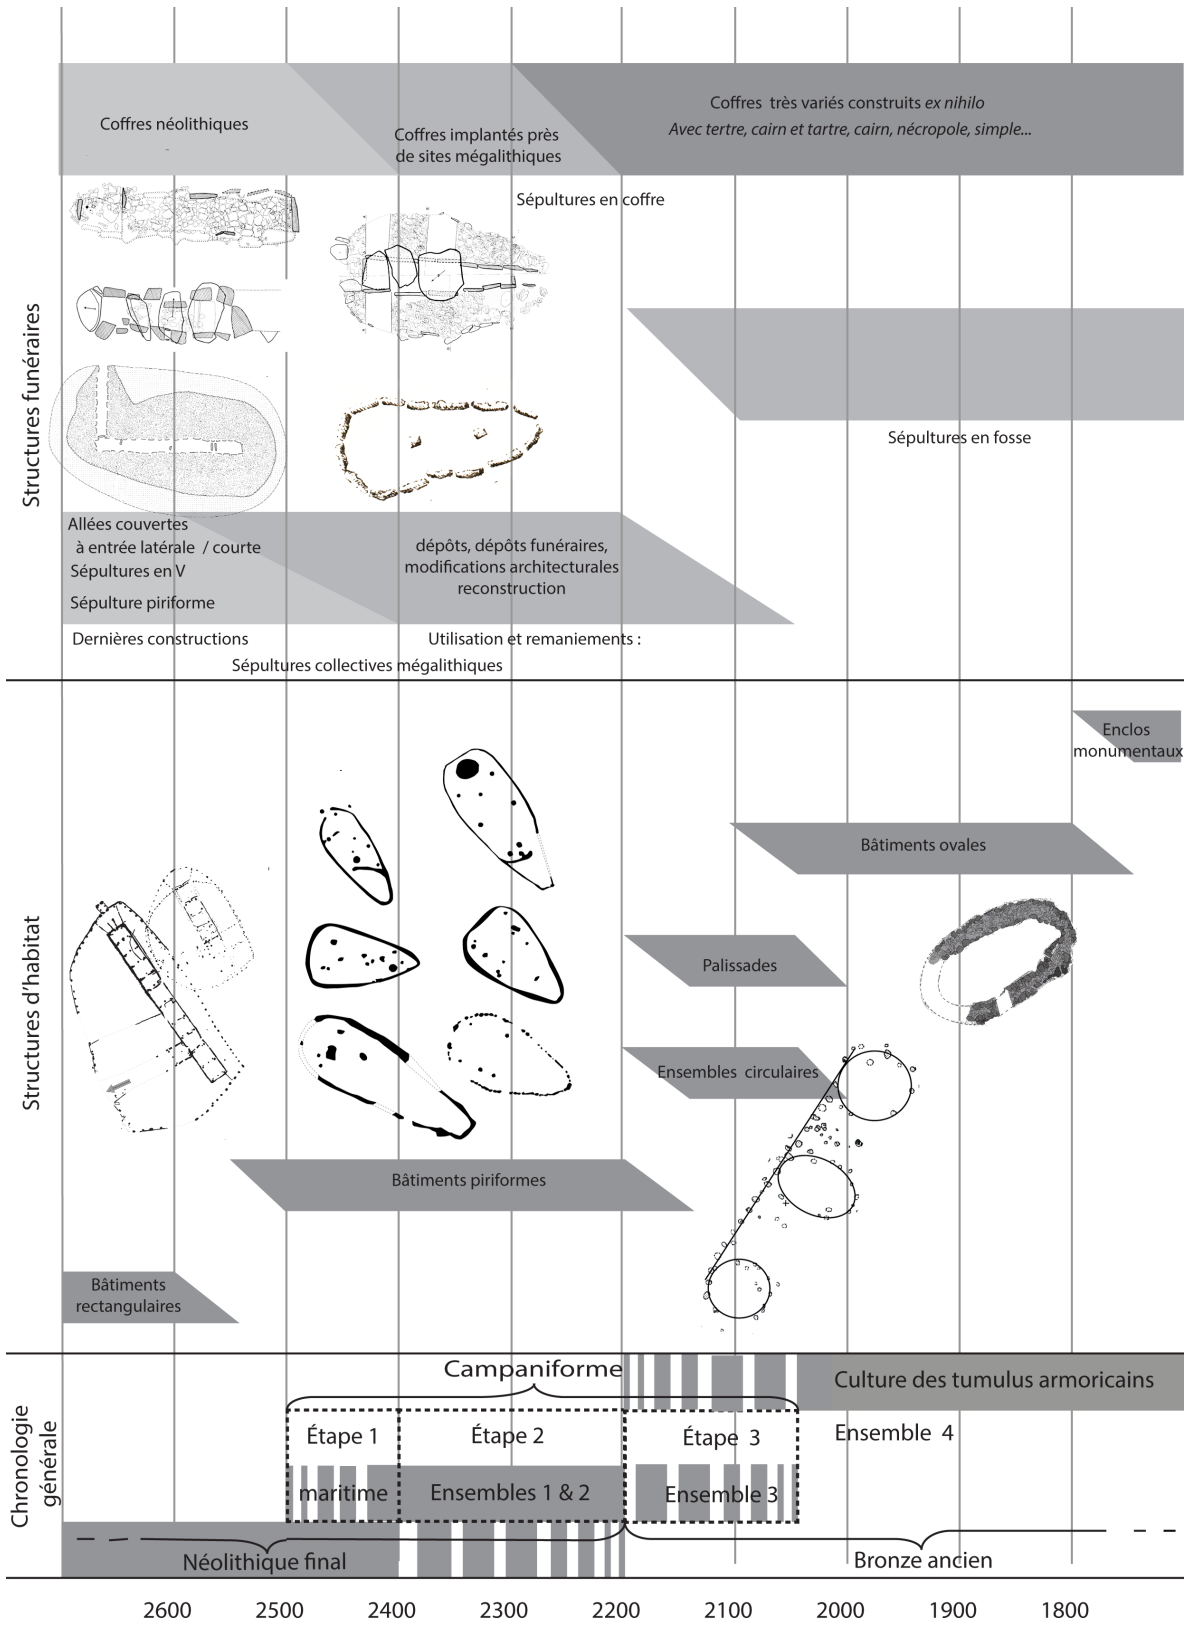 Structures funéraires
Coffres néolithiques
Coffres implantés près
de sites mégalithiques
Coffres très variés construits ex nihilo
Avec tertre, cairn et tartre, cairn, nécropole, simple...
Sépultures en coffre
Sépultures en fosse
Allées couvertes
à entrée latérale / courte
Sépultures en V
Sépulture piriforme
dépôts, dépôts funéraires,
modifications architecturales
reconstruction
Dernières constructions
Utilisation et remaniements :
Sépultures collectives mégalithiques
Structures d'habitat
Enclos
monumentaux
Bâtiments ovales
Palissades
Ensembles circulaires
Bâtiments piriformes
Bâtiments
rectangulaires
Chronologie
générale
Campaniforme
Culture des tumulus armoricains
Étape 1
Étape 2
Étape 3
Ensemble 4
maritime
Ensembles 1 & 2
Ensemble 3
Néolithique final
Bronze ancien
2600 2500 2400 2300 2200 2100 2000 1900 1800